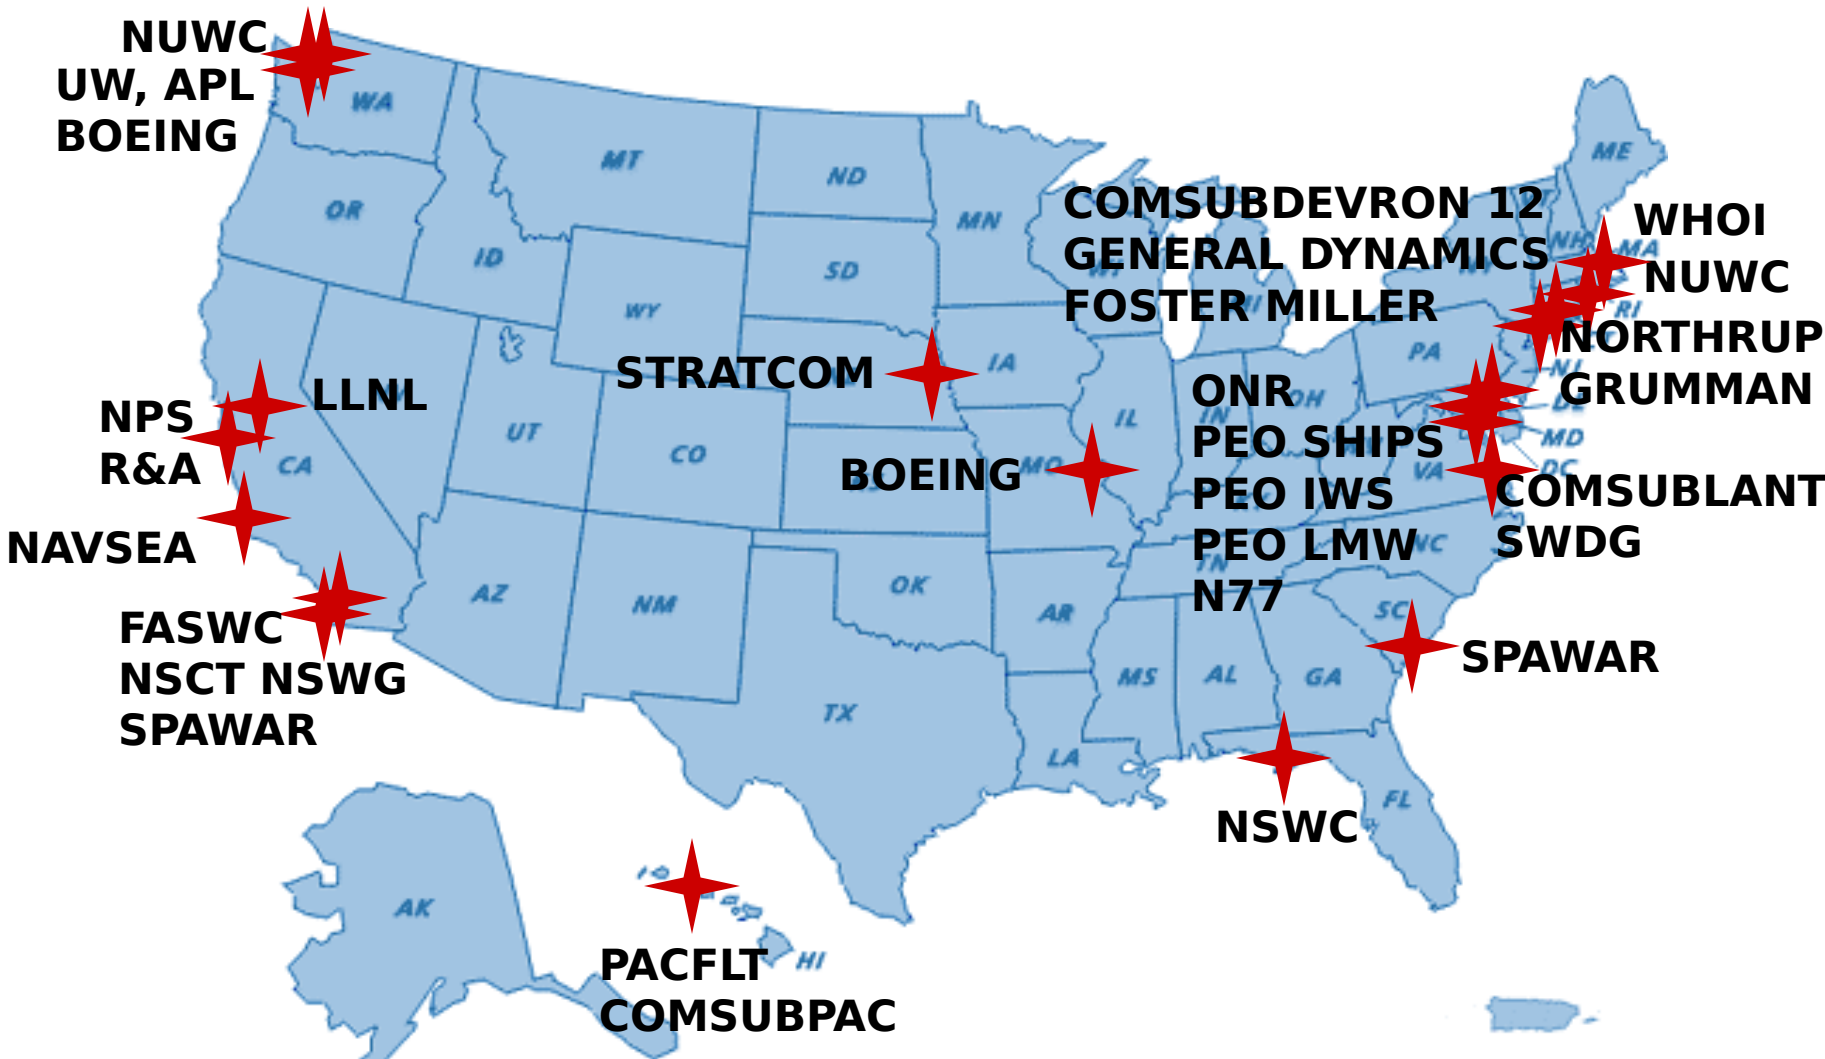 NUWC
UW, APL
BOEING
WA
MT
ND
MN
OR
ID
SD
WY
ME
NH
MA
RI
COMSUBDEVRON 12
GENERAL DYNAMICS
FOSTER MILLER
WHOI
NUWC
NORTHRUP
GRUMMAN
STRATCOM
IA
PA
NJ
DE
MD
DC
LLNL
NPS
R&A
CA
UT
CO
IL
IN
OH
VA
MO
BOEING
ONR
PEO SHIPS
PEO IWS
PEO LMW
N77
COMSUBLANT
SWDG
NAVSEA
FASWC
NSCT NSWG
SPAWAR
AZ
NM
OK
AR
TN
NC
SC
SPAWAR
MS
AL
GA
TX
LA
FL
NSWC
AK
HI
PACFLT
COMSUBPAC